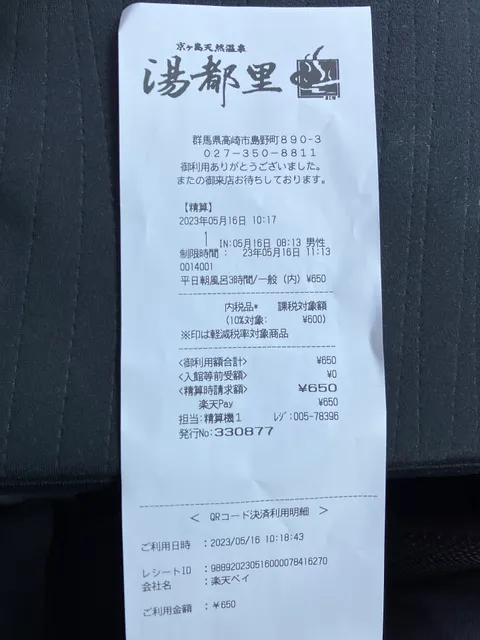 京ヶ島天然温泉
湯都里
群馬県高崎市島野町890-3
027-350-8811
御利用ありがとうございました。
またの御来店お待ちしております。
【精算】
2023年05月16日 10:17
1 IN:05月16日 08:13 男性
制限時間: 23年05月16日 11:13
0014001
平日朝風呂3時間/一般(内) ¥650
内税品* 課税対象額
(10%対象: ¥600)
※印は軽減税率対象商品
<御利用額合計> ¥650
<入館等前受額> ¥0
<精算時請求額> ¥650
楽天Pay ¥650
担当:精算機1 レジ:005-78396
発行No:330877
< QRコード決済利用明細 >
ご利用日時 :2023/05/16 10:18:43
レシートID :988920230516000078416270
会社名 :楽天ペイ
ご利用金額 :¥650